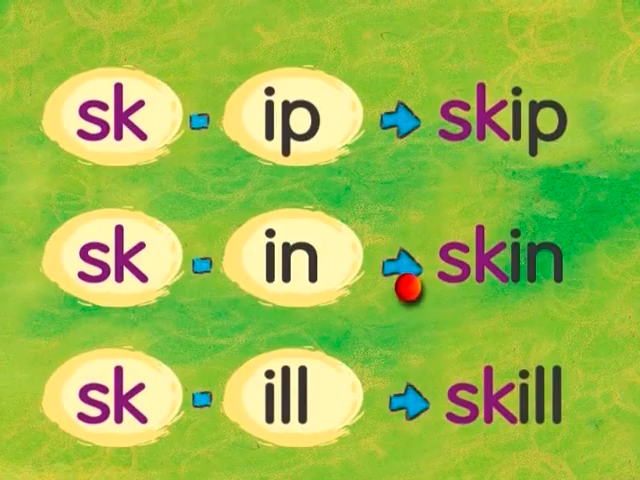 sk - ip → skip
sk - in → skin
sk - ill → skill